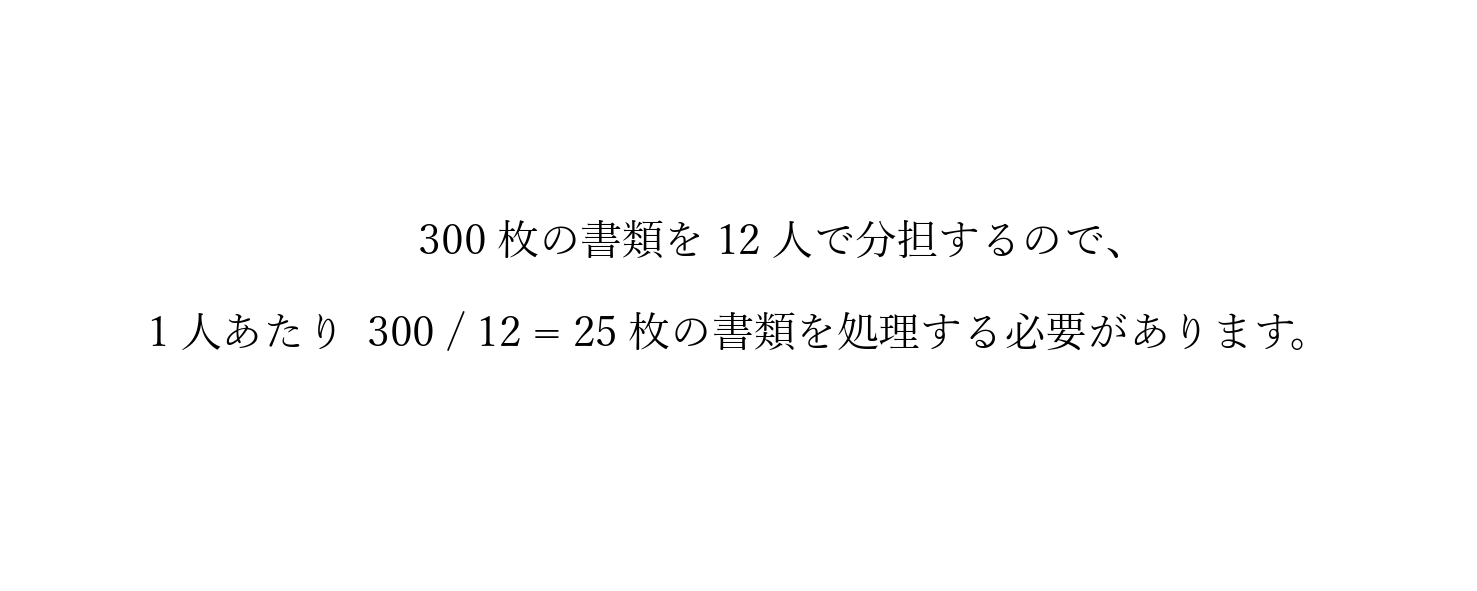 300 枚の書類を 12 人で分担するので、
1 人あたり 300 / 12 = 25 枚の書類を処理する必要があります。